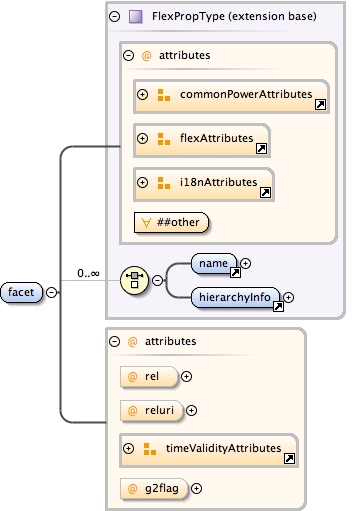 FlexPropType (extension base)
@ attributes
commonPowerAttributes
flexAttributes
i18nAttributes
##other
0..∞
name
hierarchyInfo
facet
@ attributes
@ rel
@ reluri
timeValidityAttributes
@ g2flag